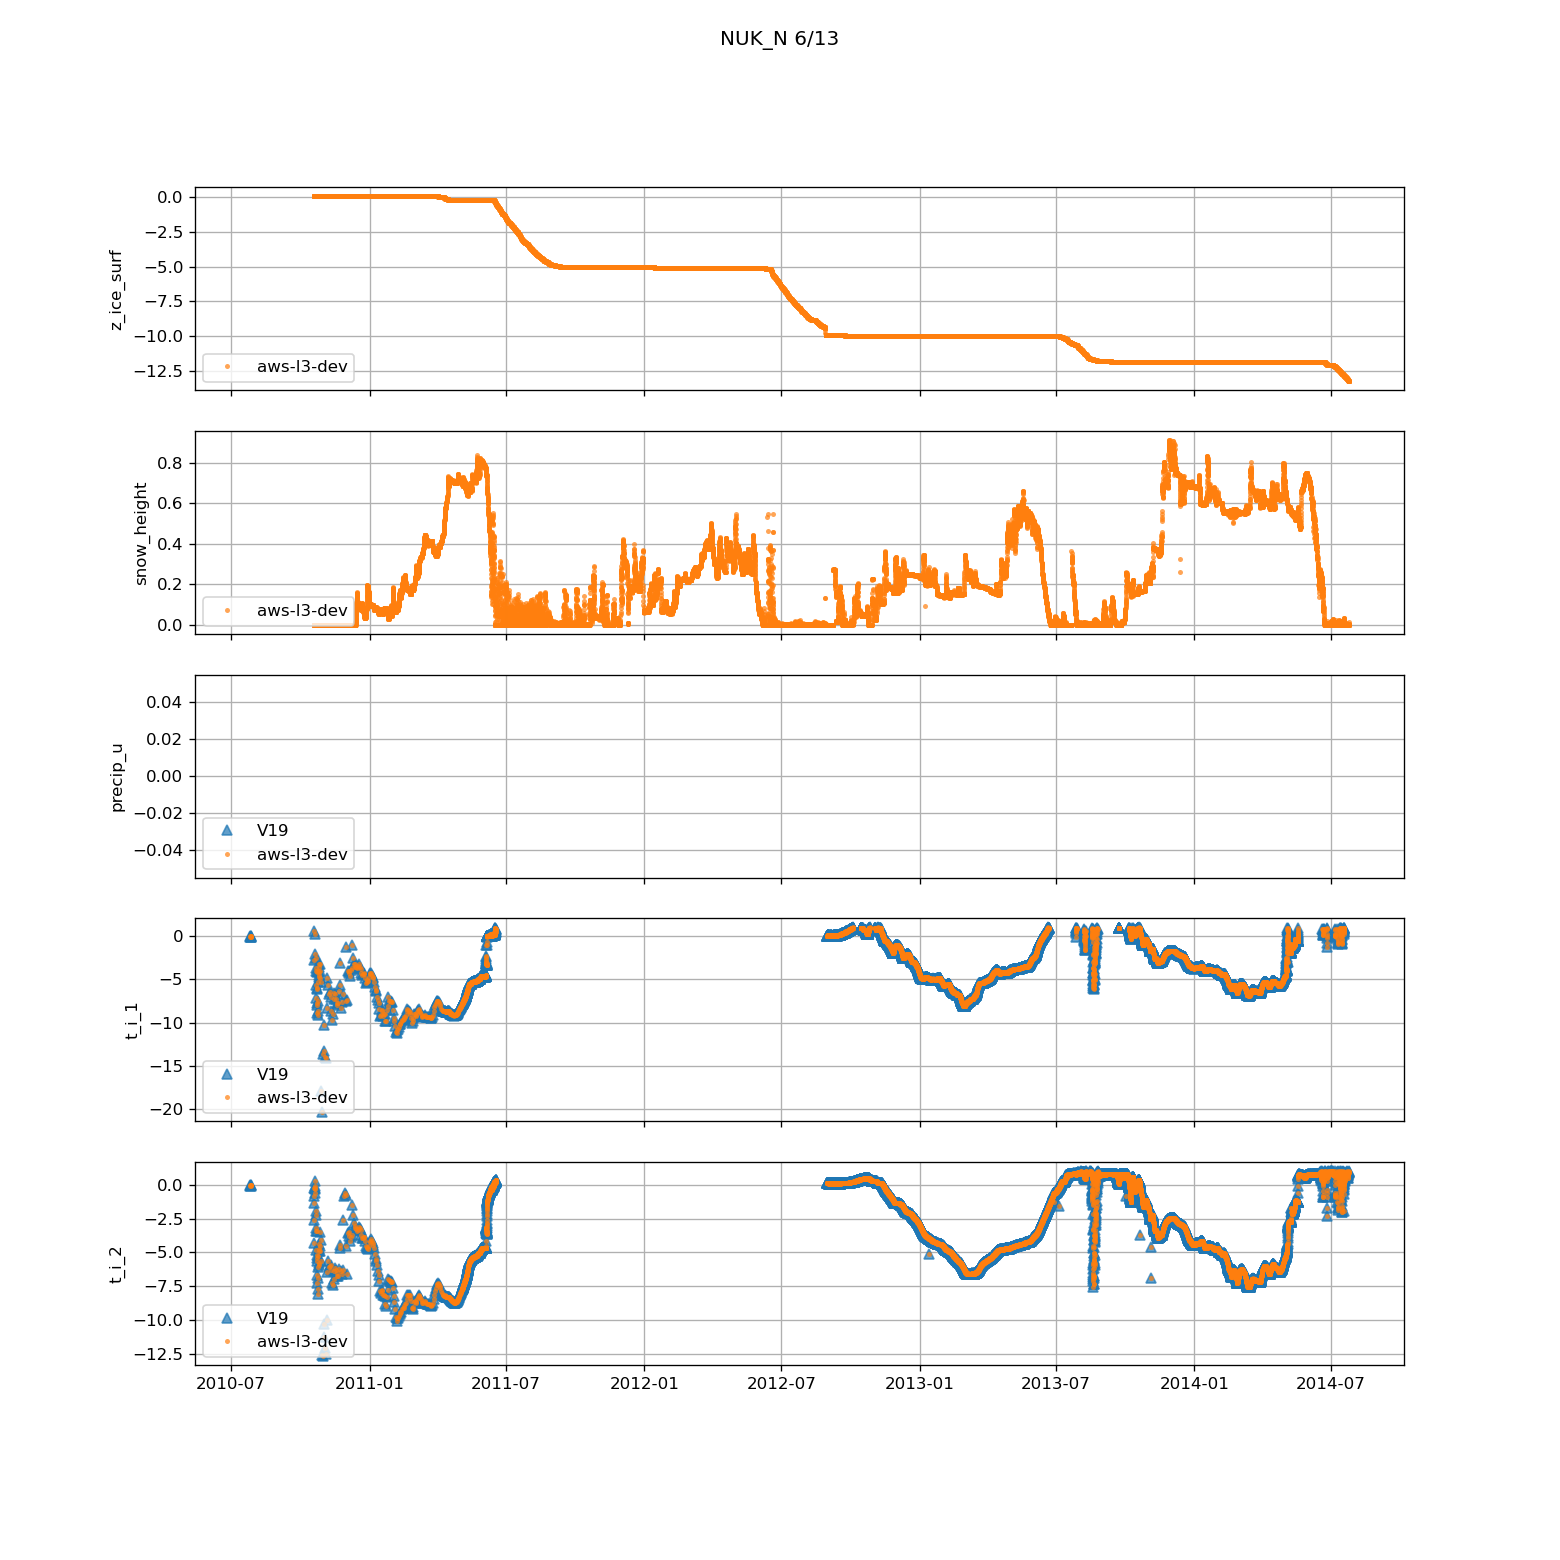 NUK_N 6/13
z_ice_surf
0.0
−2.5
−5.0
−7.5
−10.0
−12.5
aws-l3-dev
snow_height
0.8
0.6
0.4
0.2
0.0
aws-l3-dev
precip_u
0.04
0.02
0.00
−0.02
−0.04
V19
aws-l3-dev
t_i_1
0
−5
−10
−15
−20
V19
aws-l3-dev
t_i_2
0.0
−2.5
−5.0
−7.5
−10.0
−12.5
V19
aws-l3-dev
2010-07 2011-01 2011-07 2012-01 2012-07 2013-01 2013-07 2014-01 2014-07